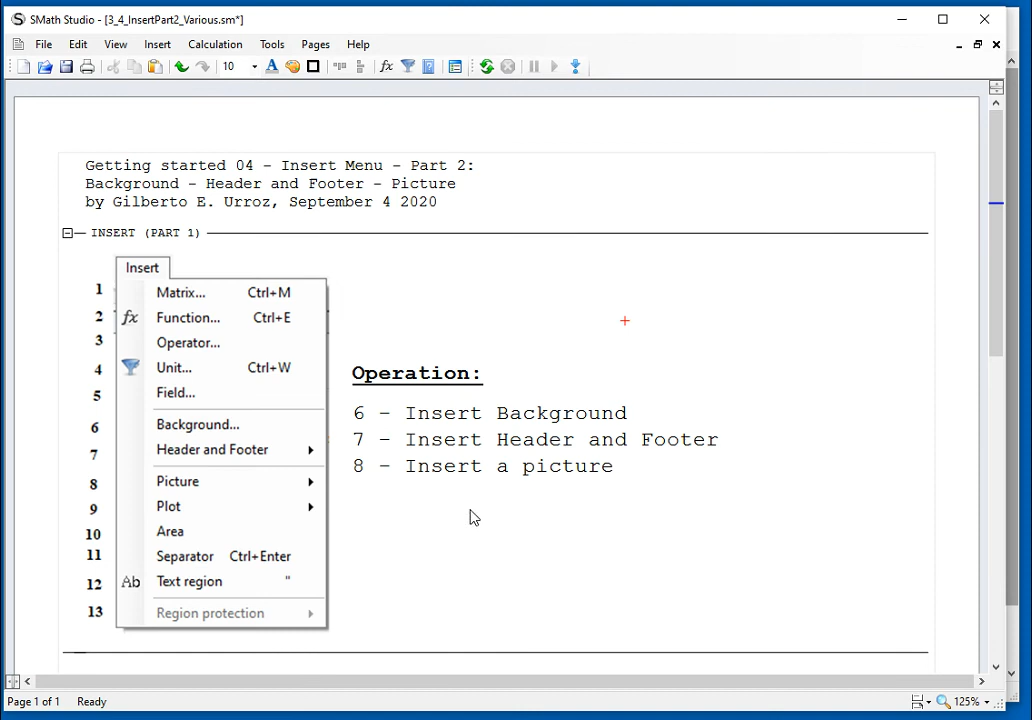 SMath Studio - [3_4_InsertPart2_Various.sm*]
File Edit View Insert Calculation Tools Pages Help
10 A fx
Getting started 04 - Insert Menu - Part 2:
Background - Header and Footer - Picture
by Gilberto E. Urroz, September 4 2020
INSERT (PART 1)
Insert
1 Matrix... Ctrl+M
2 fx Function... Ctrl+E
3 Operator...
4 Unit... Ctrl+W
5 Field...
6 Background...
7 Header and Footer
8 Picture
9 Plot
10 Area
11 Separator Ctrl+Enter
12 Ab Text region "
13 Region protection
Operation:
6 - Insert Background
7 - Insert Header and Footer
8 - Insert a picture
Page 1 of 1 Ready 125%